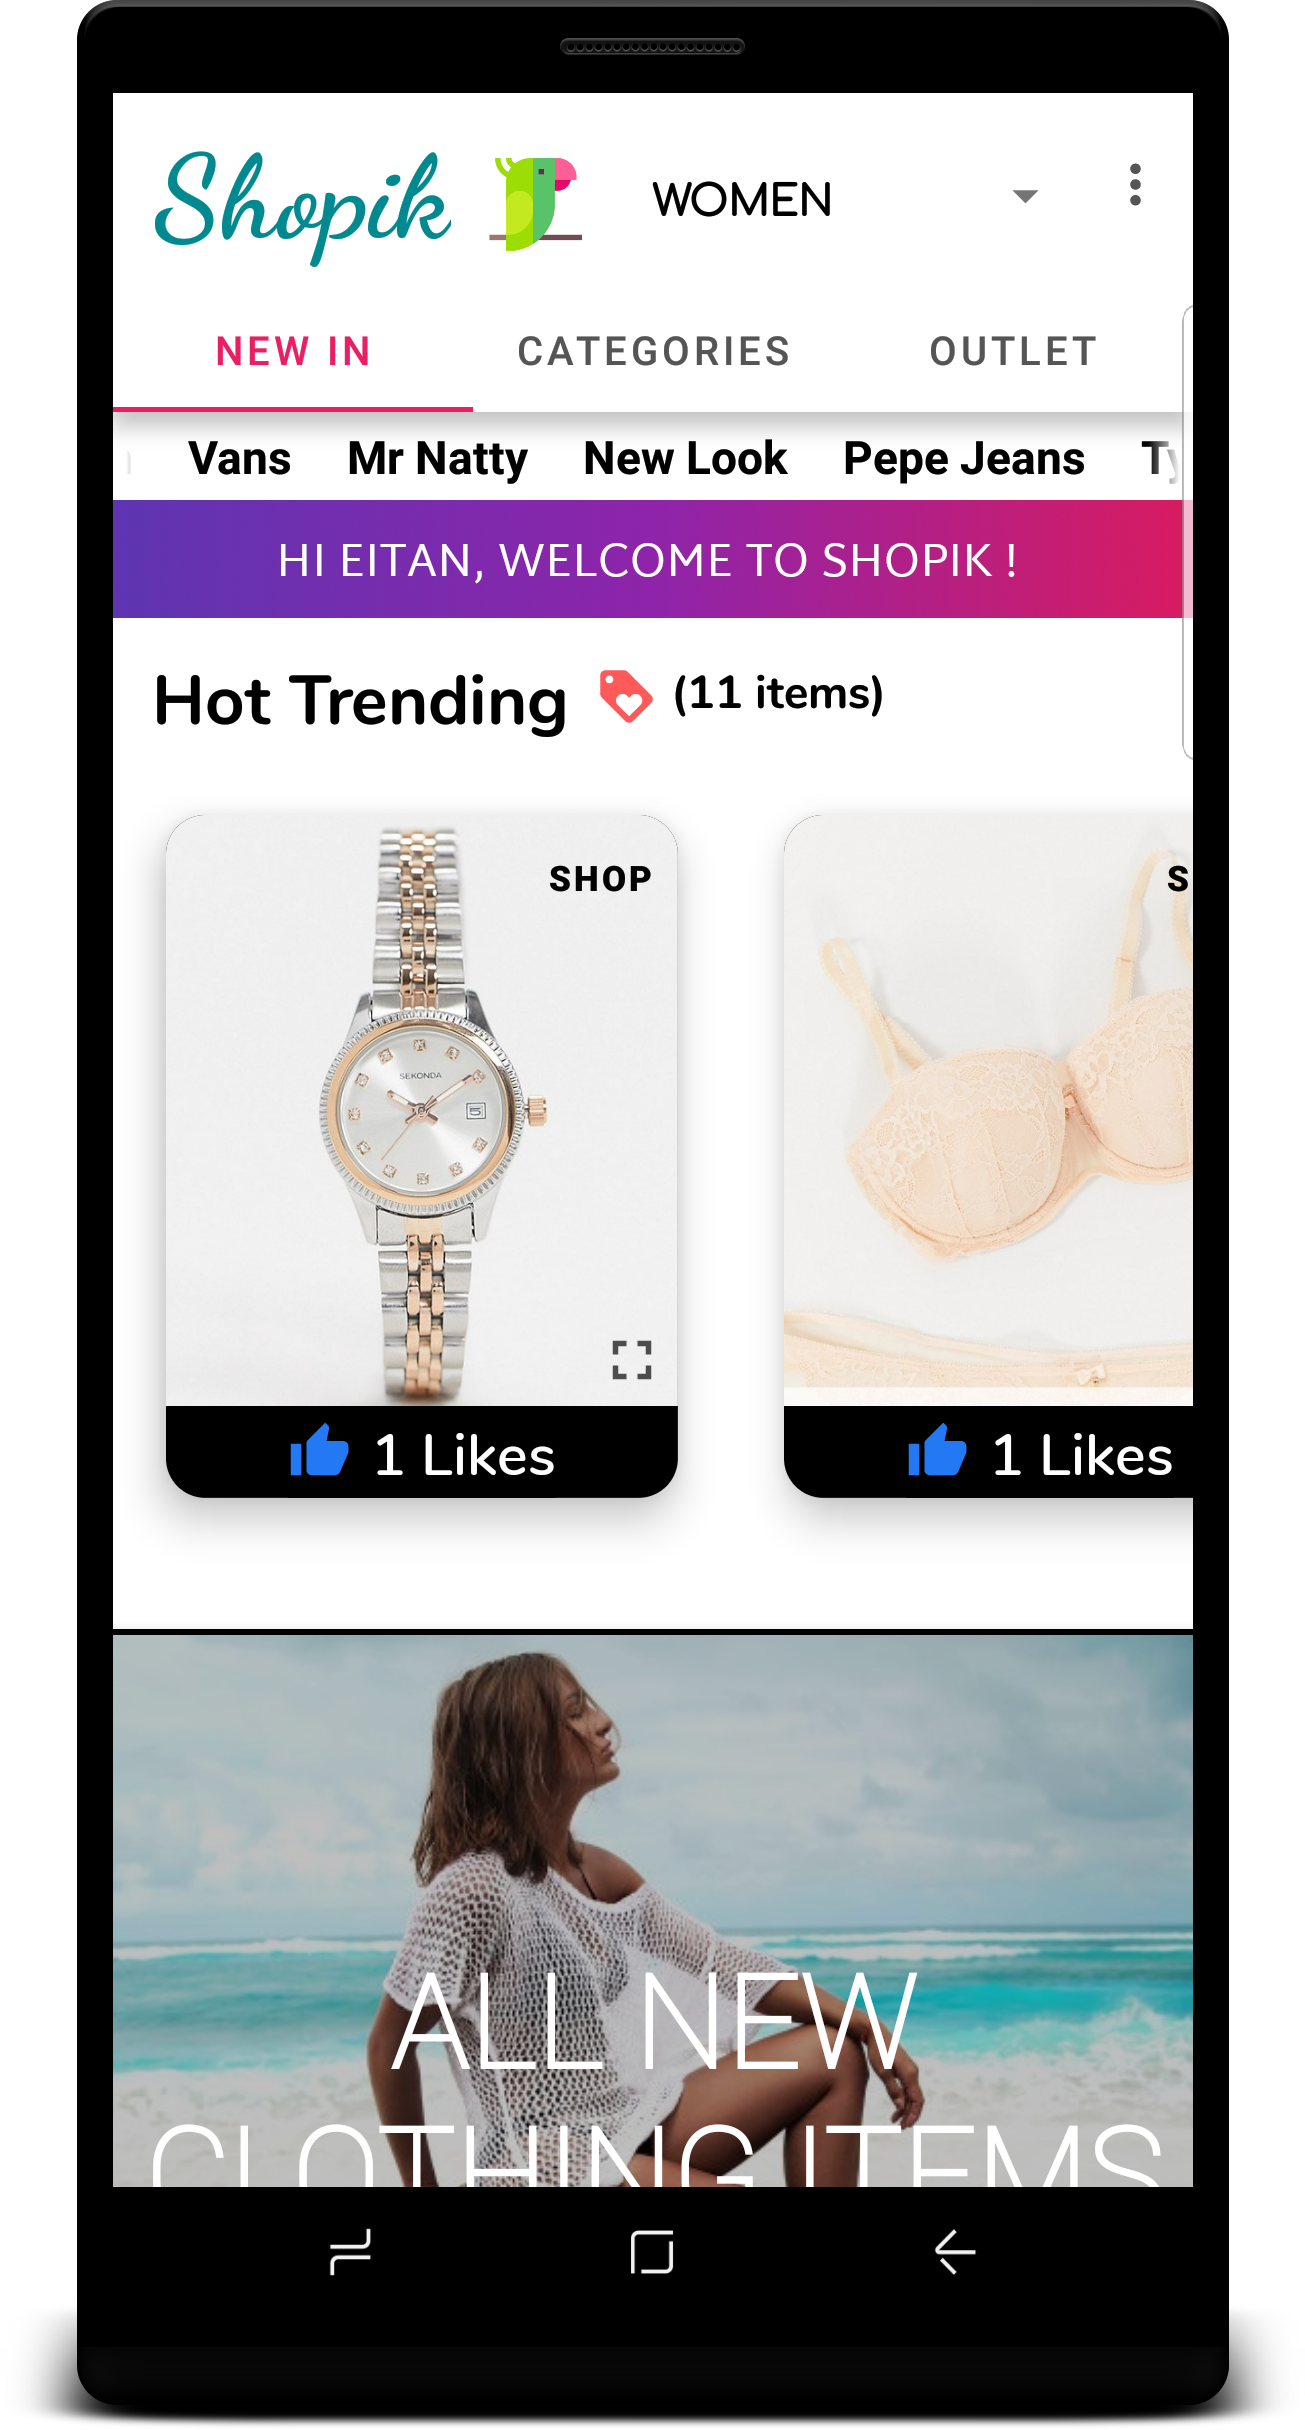 Shopik WOMEN
NEW IN CATEGORIES OUTLET
Vans Mr Natty New Look Pepe Jeans
HI EITAN, WELCOME TO SHOPIK !
Hot Trending (11 items)
SHOP
SEKONDA
5
1 Likes 1 Likes
ALL NEW
CLOTHING ITEMS